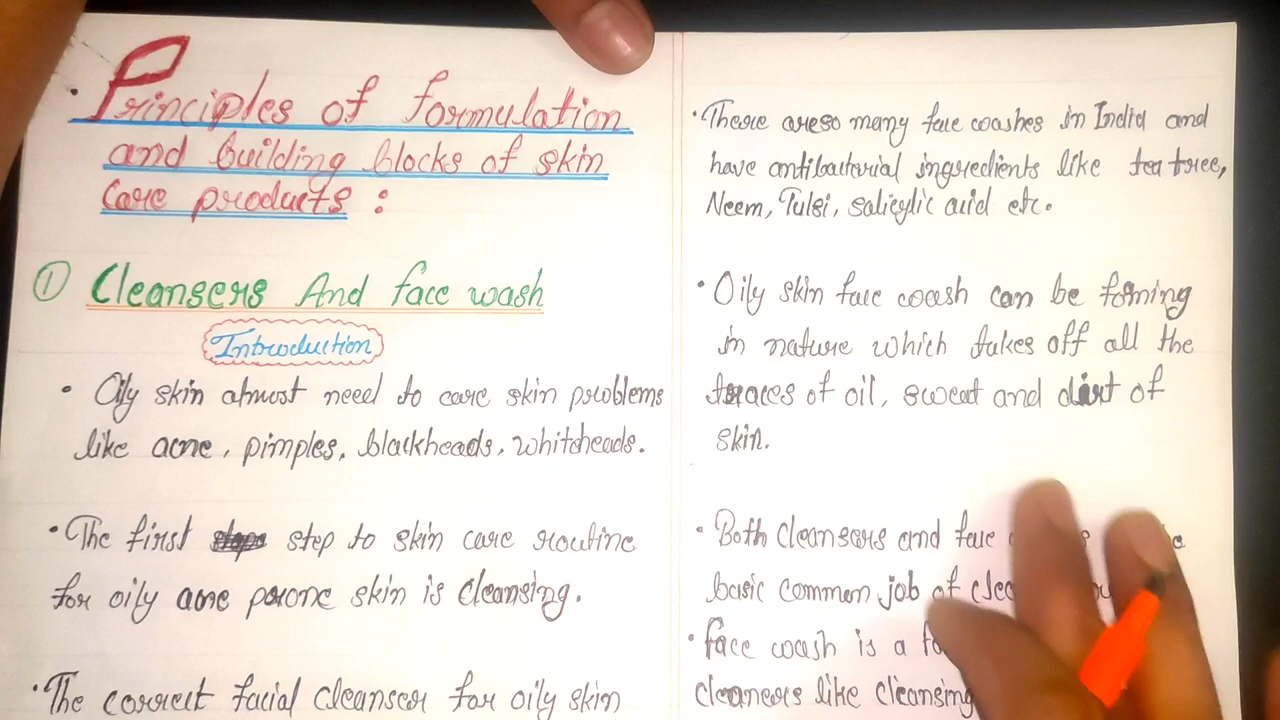 Principles of formulation
and building blocks of skin
care products :
① Cleansers And face wash
Introduction
• Oily skin almost need to care skin problems
like acne, pimples, blackheads, whiteheads.
• The first step to skin care routine
for oily acne prone skin is cleansing.
• The correct facial cleanser for oily skin
• There are so many face washes in India and
have antibacterial ingredients like tea tree,
Neem, Tulsi, salicylic acid etc.
• Oily skin face wash can be foming
in nature which takes off all the
traces of oil, sweat and dirt of
skin.
• Both cleansers and face
basic common job of
• face wash is a
cleaners like cleansing